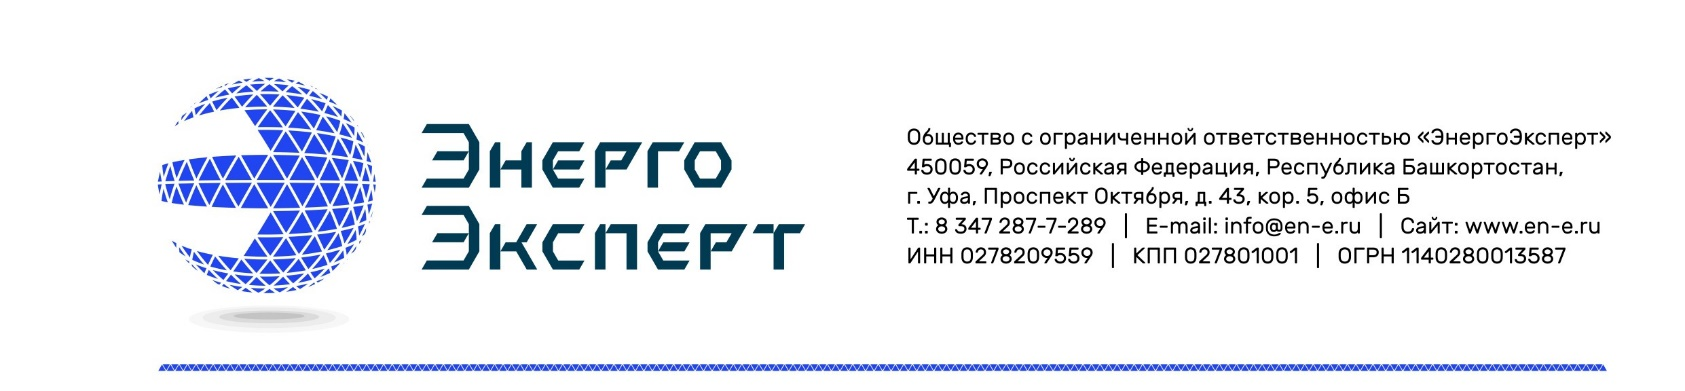 Энерго
Эксперт
Общество с ограниченной ответственностью «ЭнергоЭксперт»
450059, Российская Федерация, Республика Башкортостан,
г. Уфа, Проспект Октября, д. 43, кор. 5, офис Б
Т.: 8 347 287-7-289 | E-mail: info@en-e.ru | Сайт: www.en-e.ru
ИНН 0278209559 | КПП 027801001 | ОГРН 1140280013587